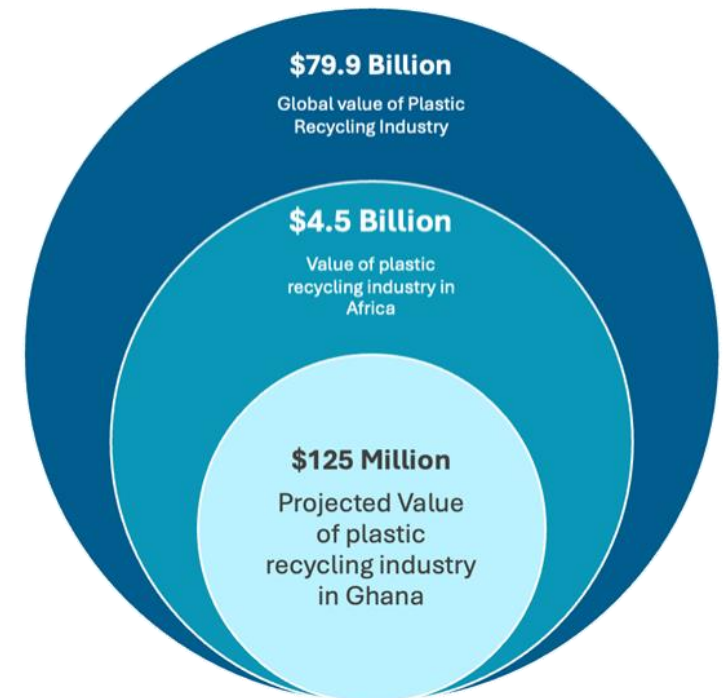 $79.9 Billion
Global value of Plastic
Recycling Industry
$4.5 Billion
Value of plastic
recycling industry in
Africa
$125 Million
Projected Value
of plastic
recycling industry
in Ghana